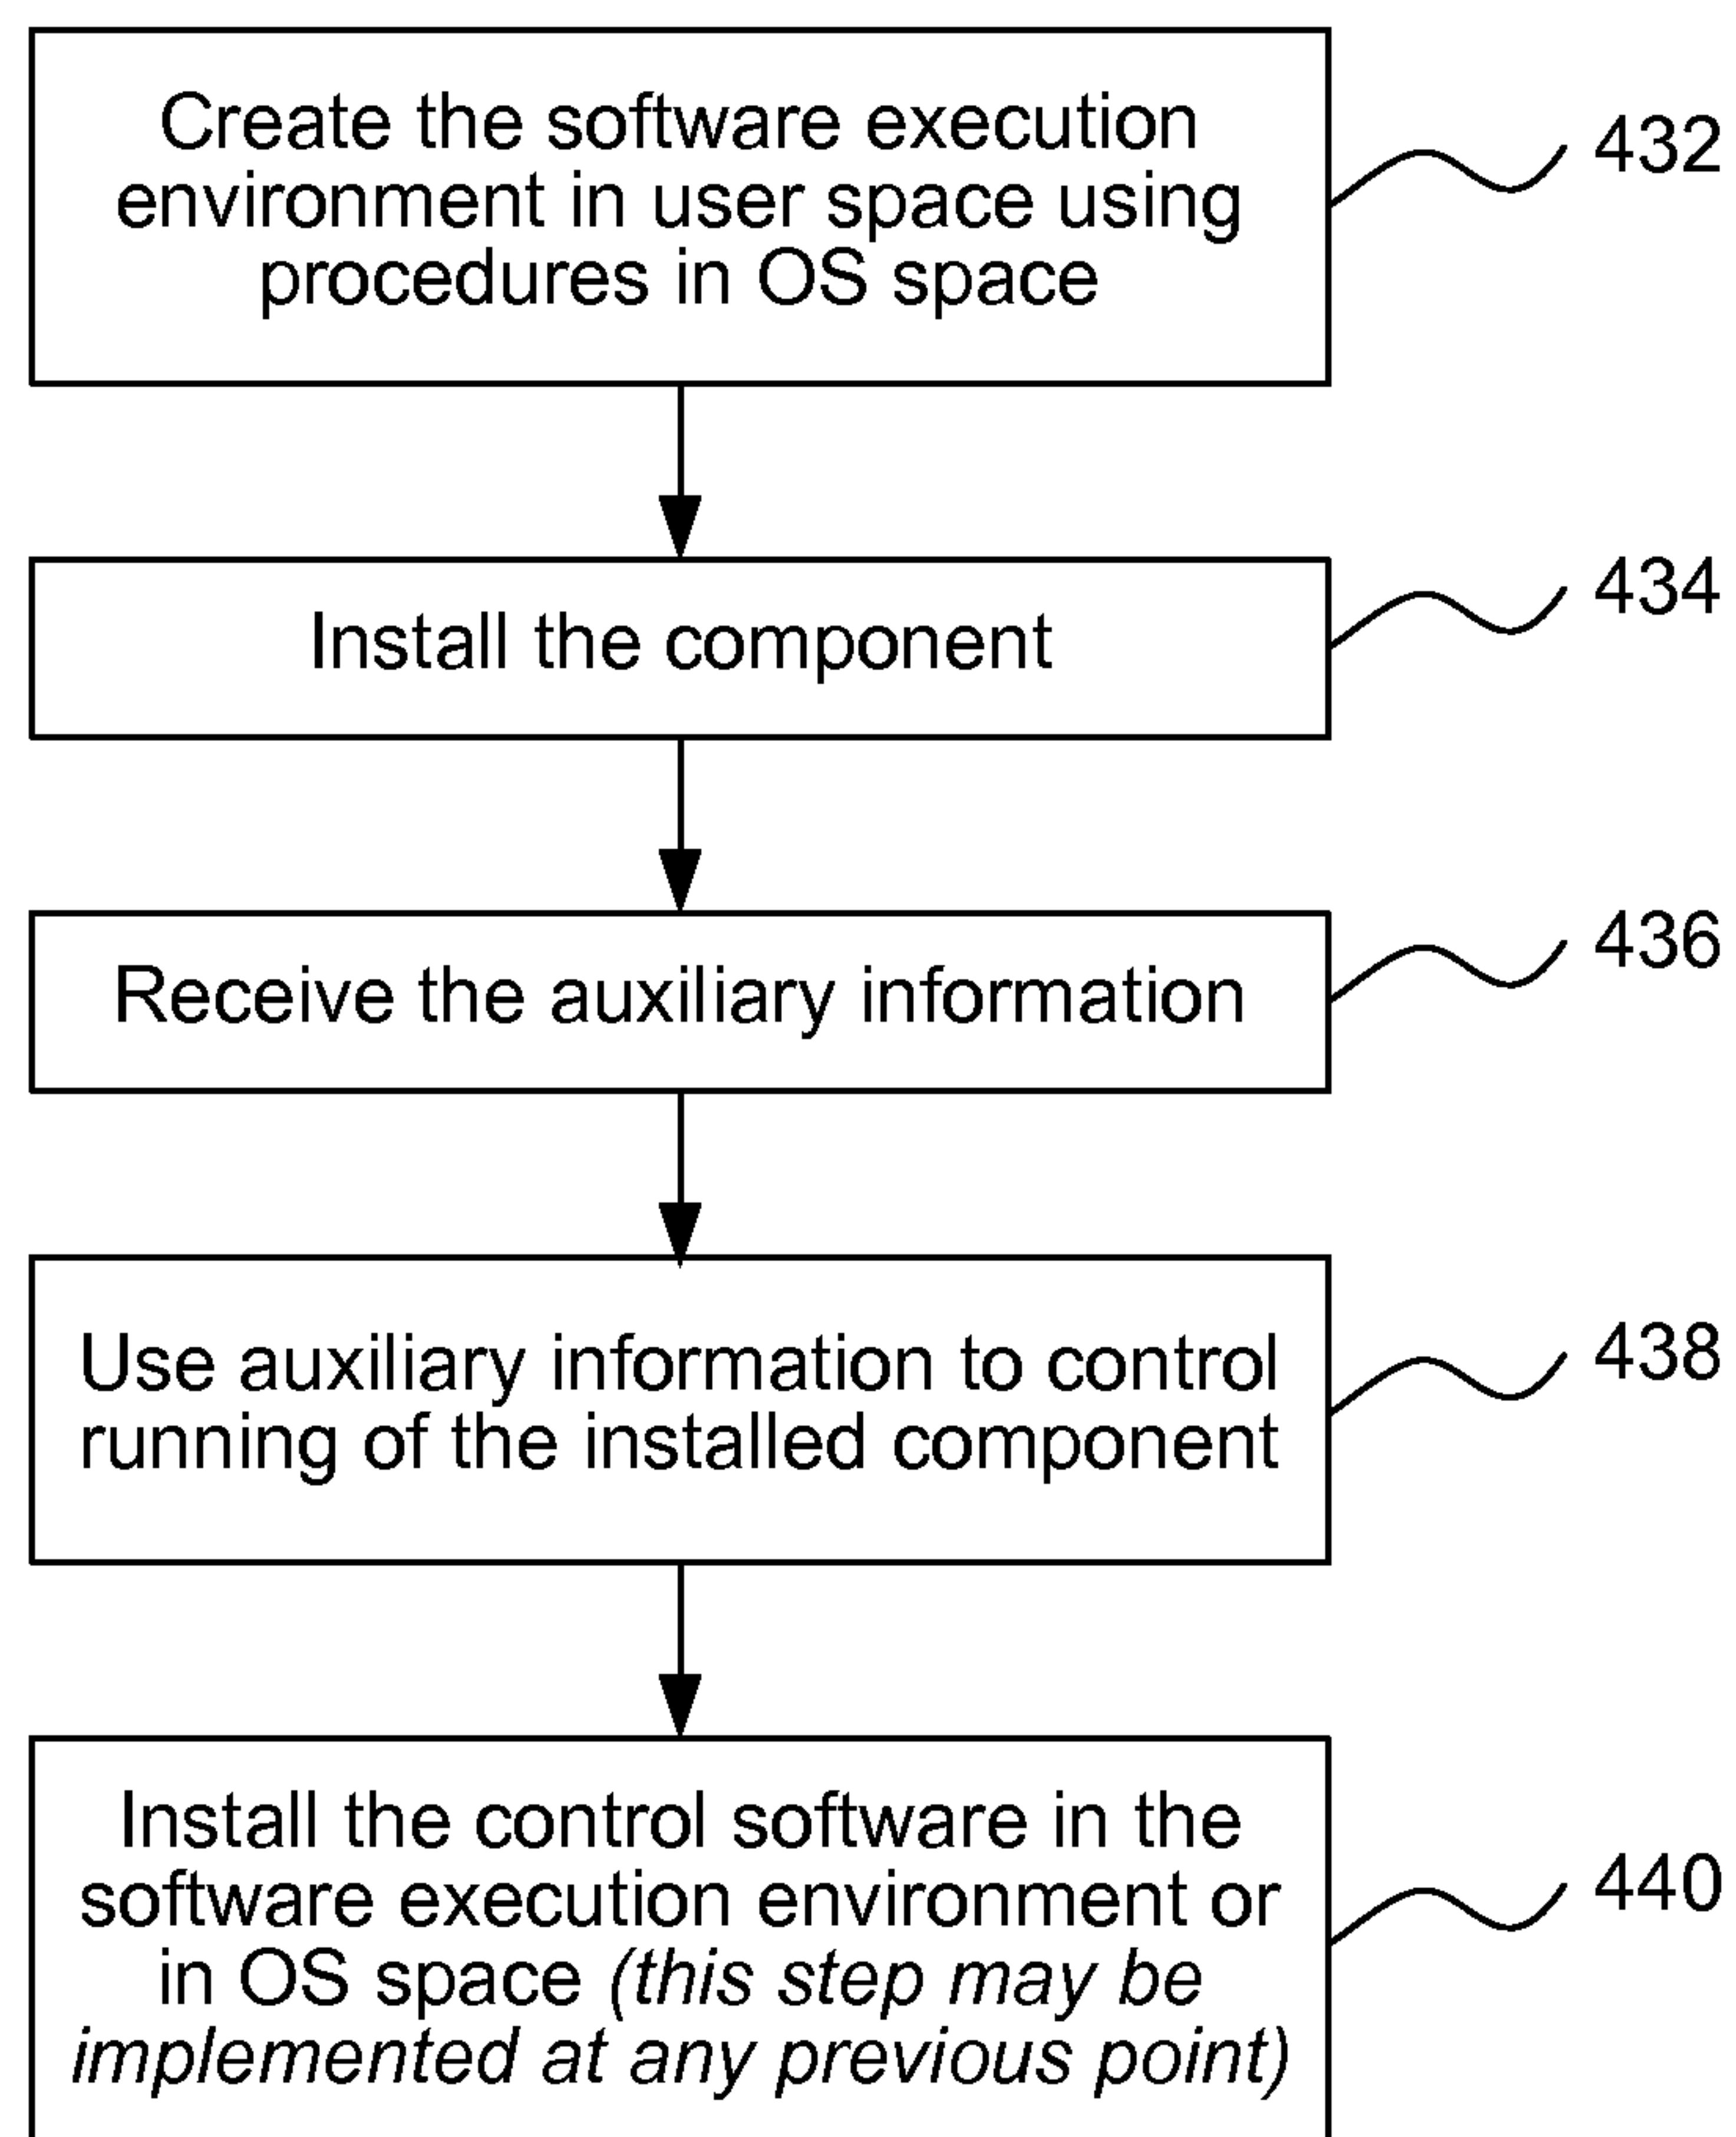 Create the software execution
environment in user space using
procedures in OS space
432
Install the component
434
Receive the auxiliary information
436
Use auxiliary information to control
running of the installed component
438
Install the control software in the
software execution environment or
in OS space (this step may be
implemented at any previous point)
440